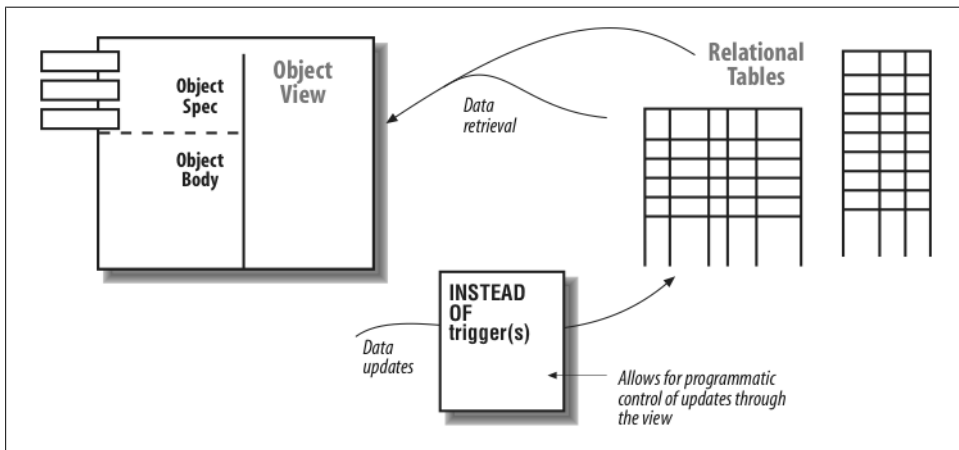 Object
Spec
Object
View
Object
Body
Data
retrieval
Relational
Tables
INSTEAD
OF
trigger(s)
Data
updates
Allows for programmatic
control of updates through
the view